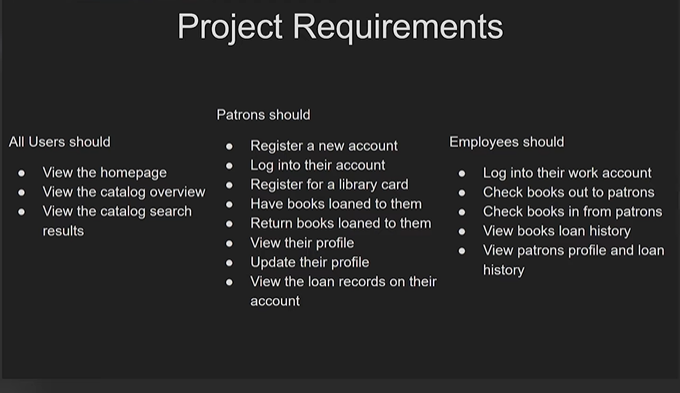 Project Requirements
All Users should
● View the homepage
● View the catalog overview
● View the catalog search
results
Patrons should
● Register a new account
● Log into their account
● Register for a library card
● Have books loaned to them
● Return books loaned to them
● View their profile
● Update their profile
● View the loan records on their
account
Employees should
● Log into their work account
● Check books out to patrons
● Check books in from patrons
● View books loan history
● View patrons profile and loan
history